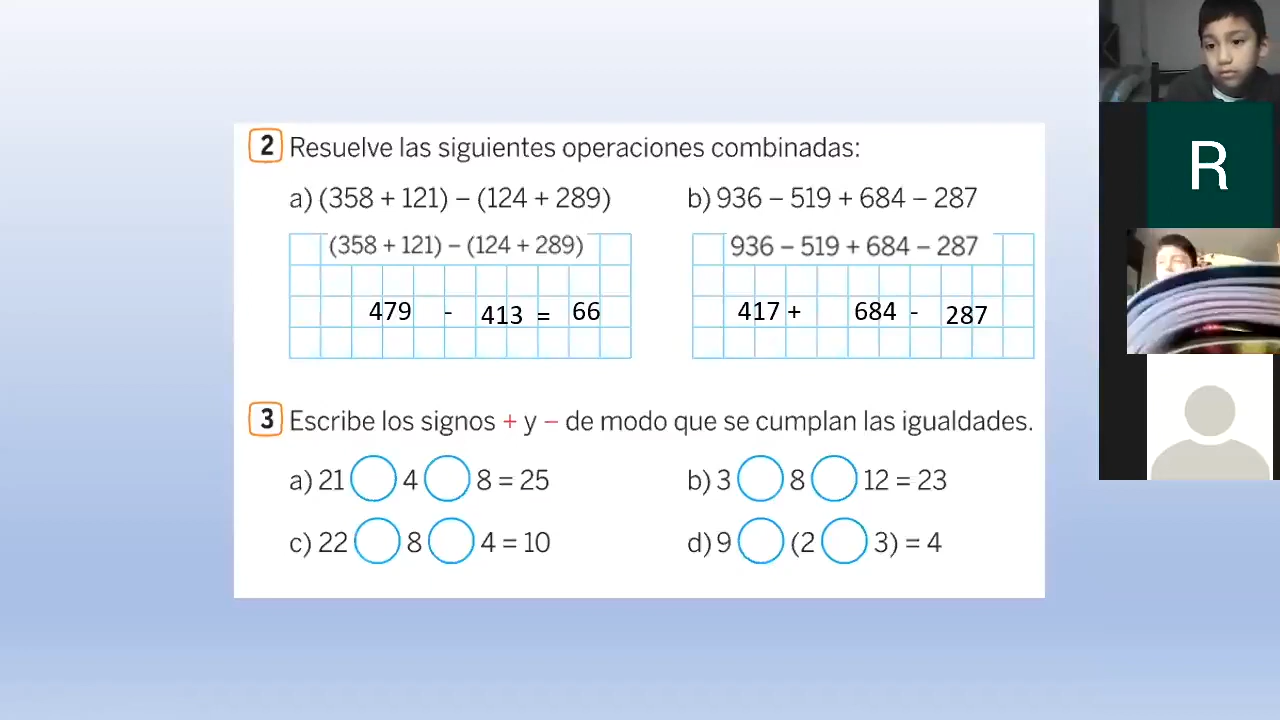 2 Resuelve las siguientes operaciones combinadas:
a) (358 + 121) – (124 + 289)
b) 936 – 519 + 684 – 287
(358 + 121) – (124 + 289)
936 – 519 + 684 – 287
479 - 413 = 66
417 + 684 - 287
3 Escribe los signos + y – de modo que se cumplan las igualdades.
a) 21 4 8 = 25
b) 3 8 12 = 23
c) 22 8 4 = 10
d) 9 (2 3) = 4
R